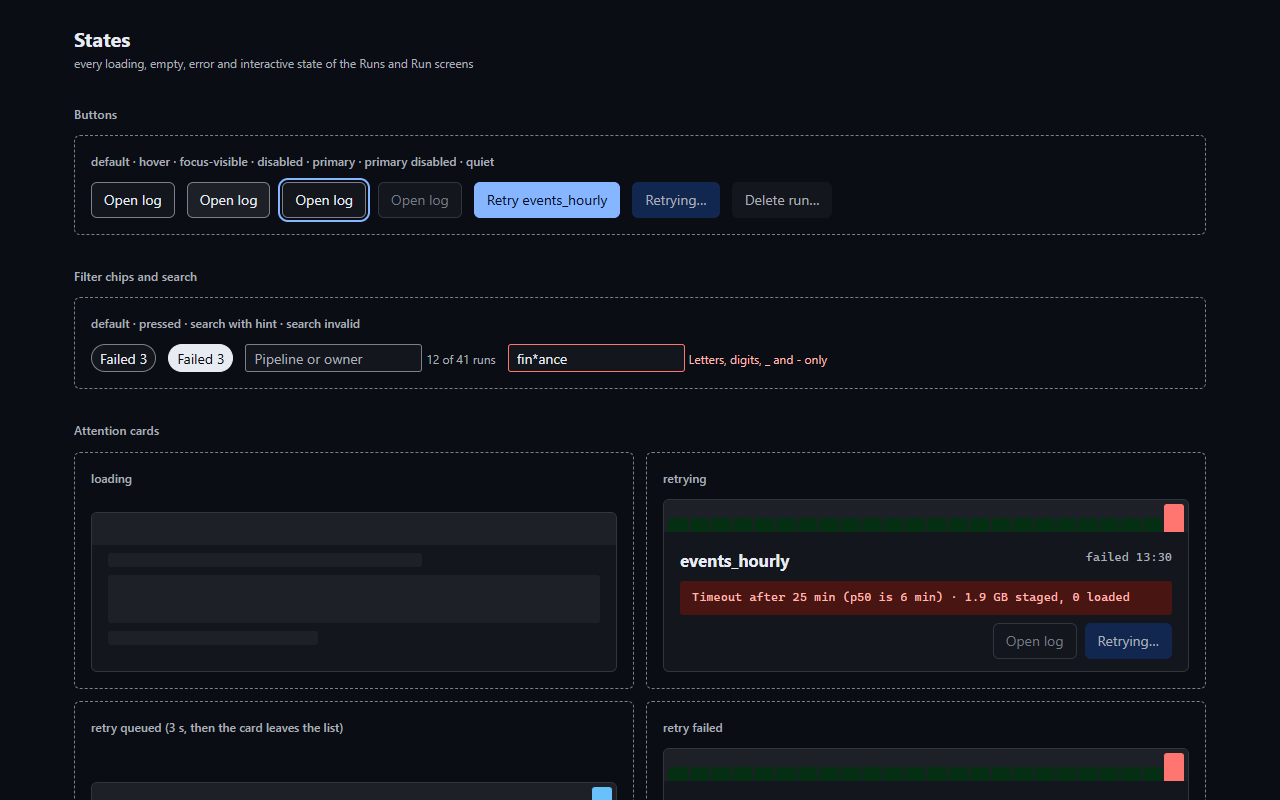 States
every loading, empty, error and interactive state of the Runs and Run screens
Buttons
default · hover · focus-visible · disabled · primary · primary disabled · quiet
Open log Open log Open log Open log Retry events_hourly Retrying... Delete run...
Filter chips and search
default · pressed · search with hint · search invalid
Failed 3 Failed 3 Pipeline or owner 12 of 41 runs fin*ance Letters, digits, _ and - only
Attention cards
loading
retrying
events_hourly failed 13:30
Timeout after 25 min (p50 is 6 min) · 1.9 GB staged, 0 loaded
Open log Retrying...
retry queued (3 s, then the card leaves the list)
retry failed